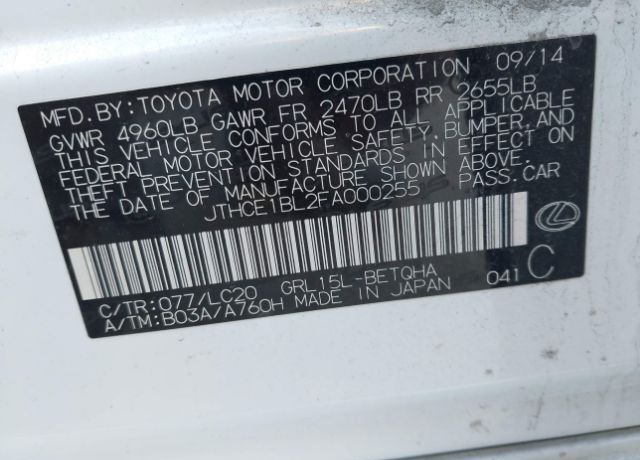 MFD.BY:TOYOTA MOTOR CORPORATION 09/14
GVWR 4960LB GAWR FR 2470LB RR 2655LB
THIS VEHICLE CONFORMS TO ALL APPLICABLE
FEDERAL MOTOR VEHICLE SAFETY,BUMPER,AND
THEFT PREVENTION STANDARDS IN EFFECT ON
THE DATE OF MANUFACTURE SHOWN ABOVE.
JTHCE1BL2FA000255 PASS.CAR
C/TR:077/LC20 GRL15L-BETQHA 041 C
A/TM:B03A/A760H MADE IN JAPAN